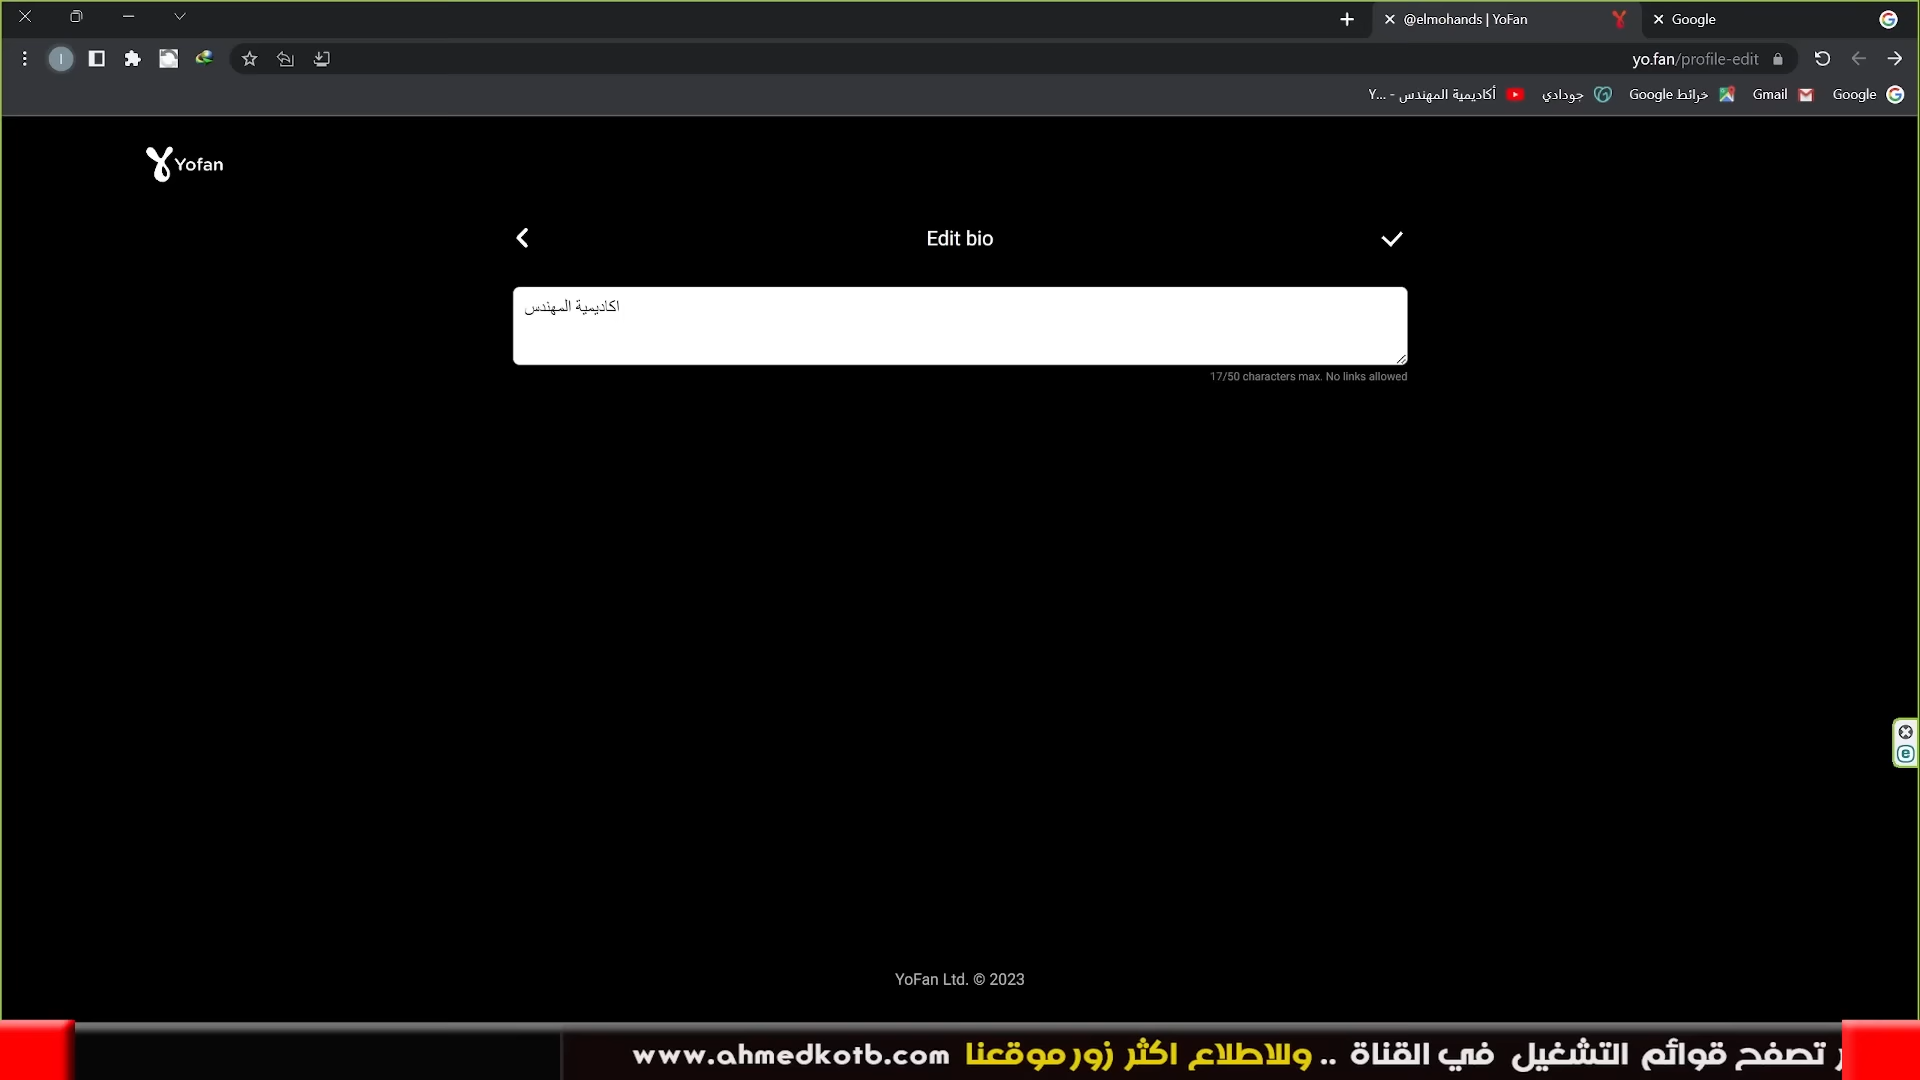 @elmohands | YoFan
Google
yo.fan/profile-edit
أكاديمية المهندس - Y...
جودادي
خرائط Google
Gmail
Google
Yofan
Edit bio
اكاديمية المهندس
17/50 characters max. No links allowed
YoFan Ltd. © 2023
تصفح قوائم التشغيل في القناة .. وللاطلاع اكثر زور موقعنا www.ahmedkotb.com